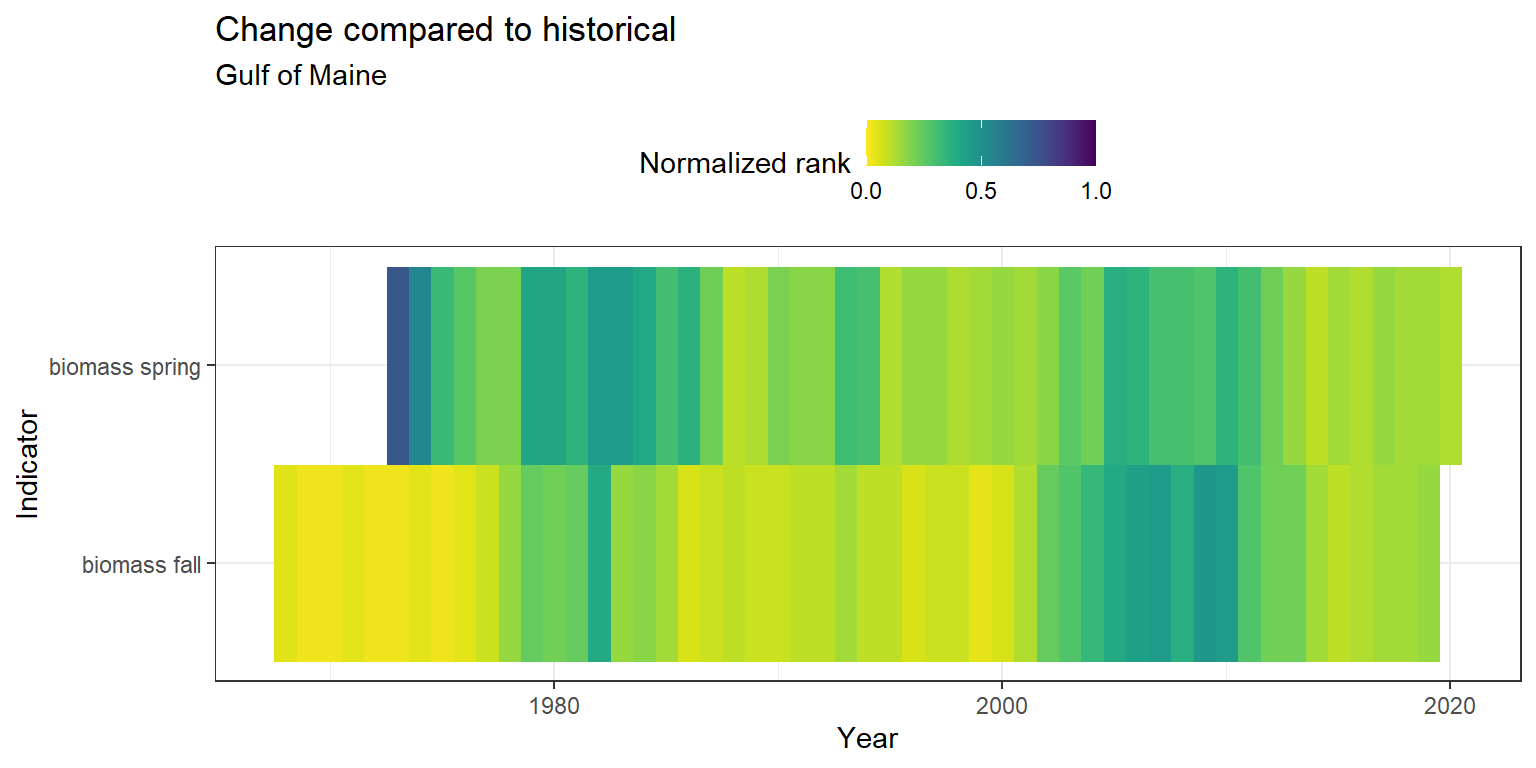 Change compared to historical
Gulf of Maine
Normalized rank
0.0 0.5 1.0
biomass spring
biomass fall
Indicator
1980 2000 2020
Year